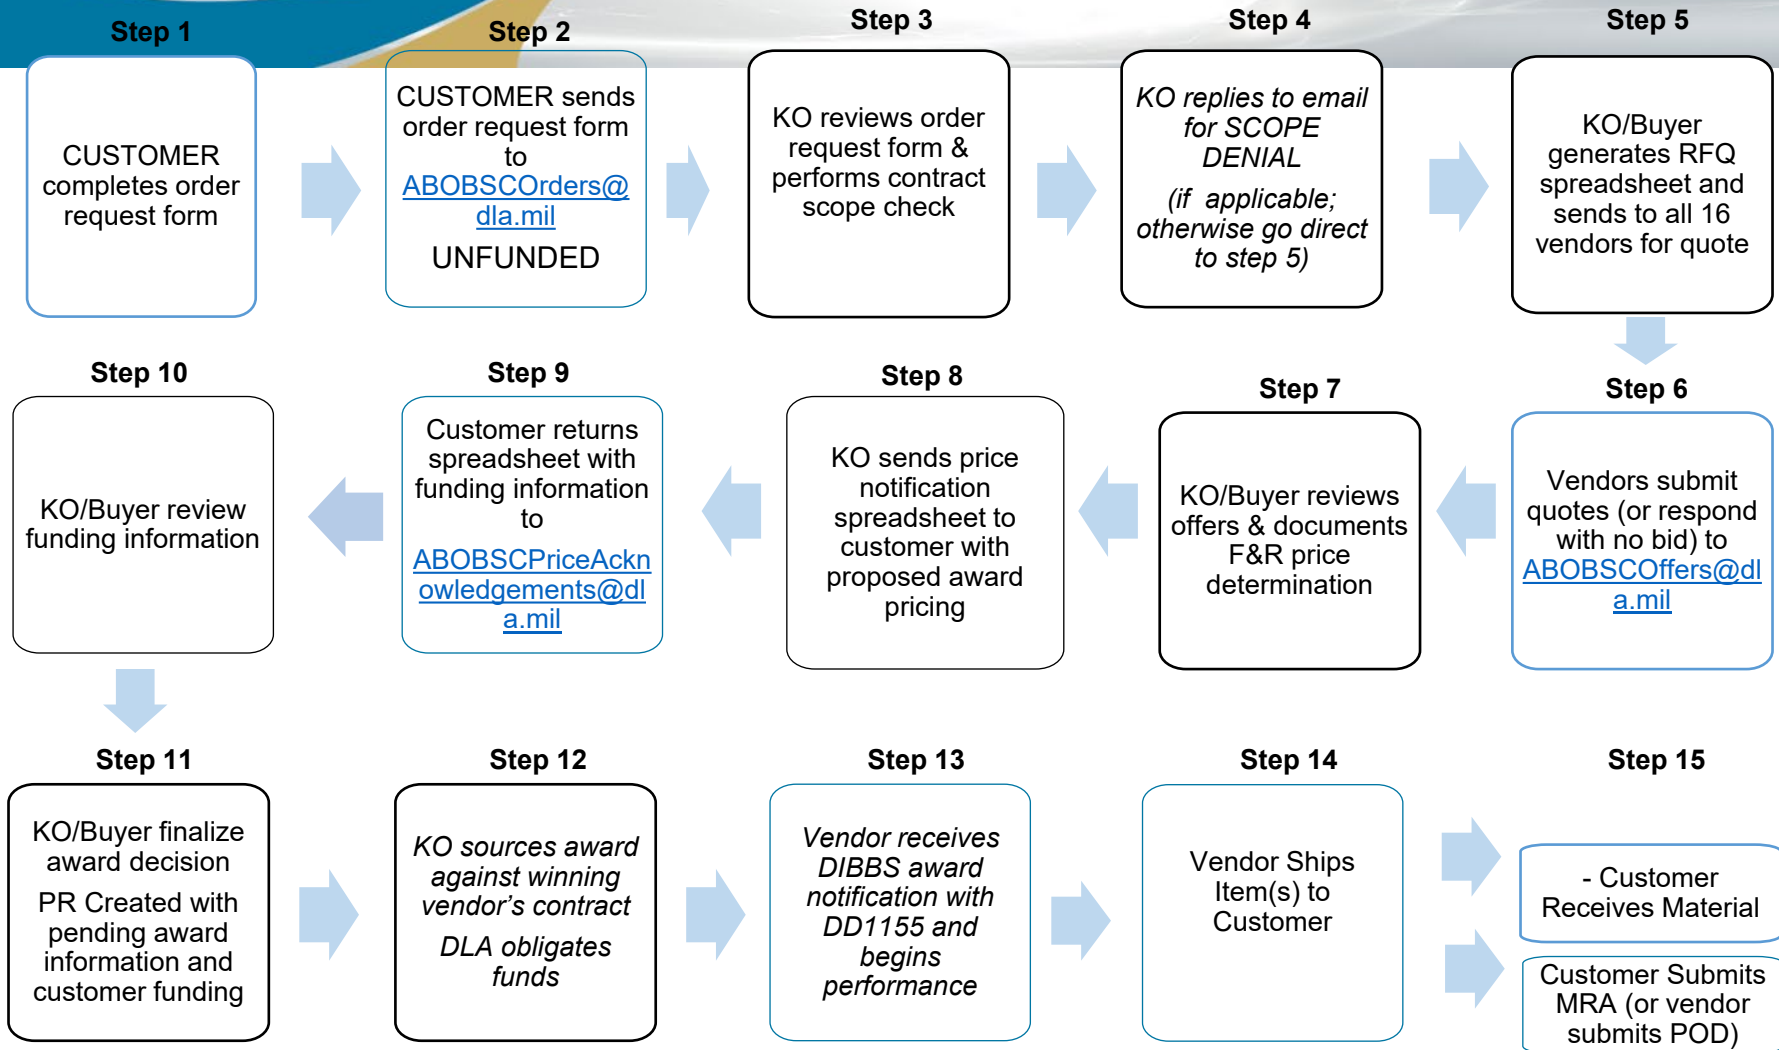 Step 1
CUSTOMER
completes order
request form
Step 2
CUSTOMER sends
order request form
to
ABOBSCOrders@
dla.mil
UNFUNDED
Step 3
KO reviews order
request form &
performs contract
scope check
Step 4
KO replies to email
for SCOPE
DENIAL
(if applicable;
otherwise go direct
to step 5)
Step 5
KO/Buyer
generates RFQ
spreadsheet and
sends to all 16
vendors for quote
Step 6
Vendors submit
quotes (or respond
with no bid) to
ABOBSCOffers@dl
a.mil
Step 7
KO/Buyer reviews
offers & documents
F&R price
determination
Step 8
KO sends price
notification
spreadsheet to
customer with
proposed award
pricing
Step 9
Customer returns
spreadsheet with
funding information
to
ABOBSCPriceAckn
owledgements@dl
a.mil
Step 10
KO/Buyer review
funding information
Step 11
KO/Buyer finalize
award decision
PR Created with
pending award
information and
customer funding
Step 12
KO sources award
against winning
vendor’s contract
DLA obligates
funds
Step 13
Vendor receives
DIBBS award
notification with
DD1155 and
begins
performance
Step 14
Vendor Ships
Item(s) to
Customer
Step 15
- Customer
Receives Material
Customer Submits
MRA (or vendor
submits POD)